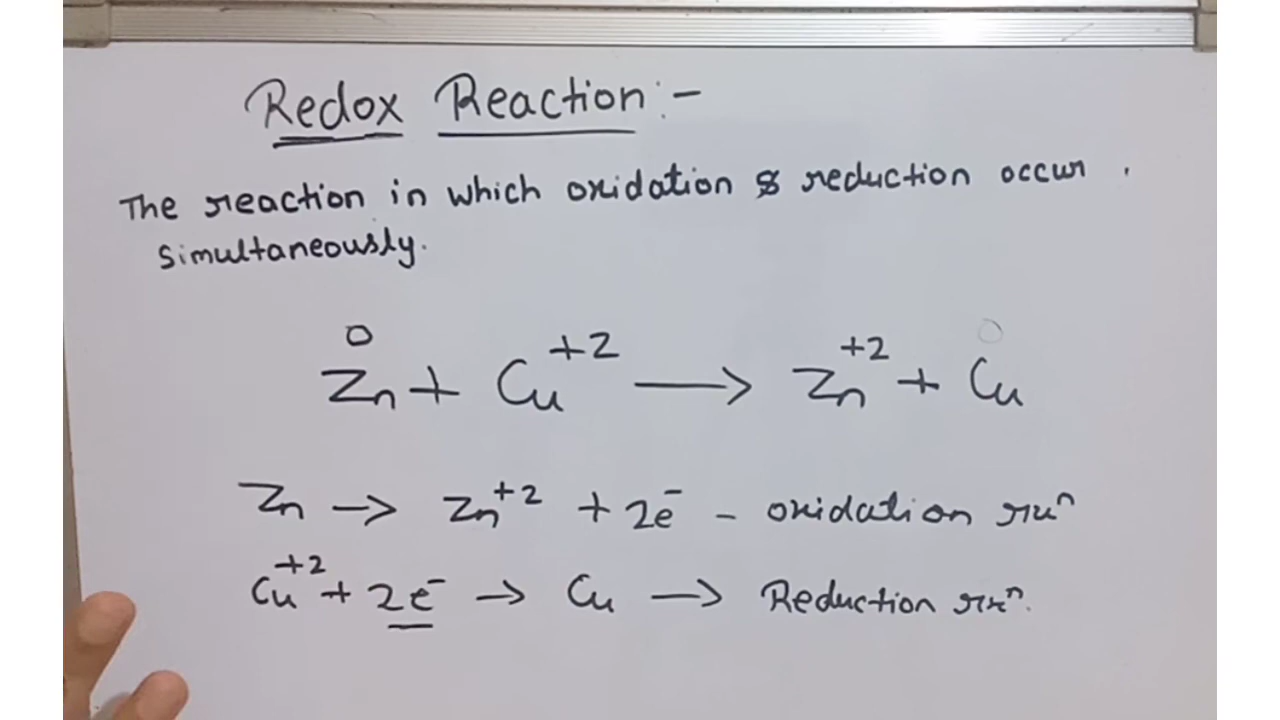 Redox Reaction :-
The reaction in which oxidation & reduction occur.
simultaneously.
0 0
Zn + Cu+2 → Zn+2 + Cu
Zn → Zn+2 + 2e- - oxidation rxn
Cu+2 + 2e- → Cu → Reduction rxn.